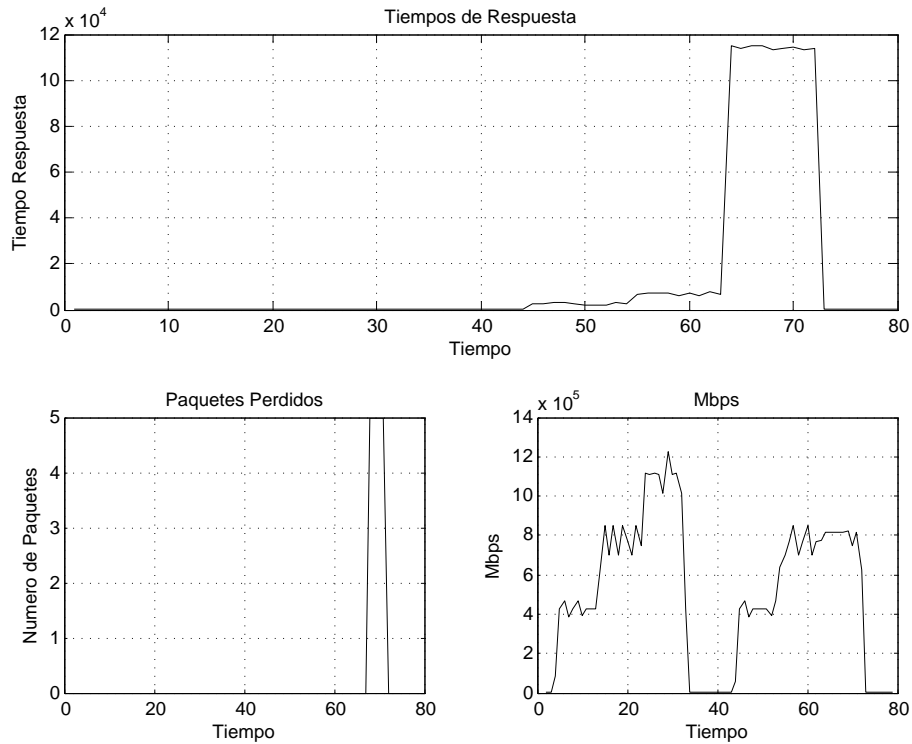 Tiempos de Respuesta
x 10^4
12
10
8
6
4
2
0
Tiempo Respuesta
0 10 20 30 40 50 60 70 80
Tiempo
Paquetes Perdidos
5
4
3
2
1
0
Numero de Paquetes
0 20 40 60 80
Tiempo
Mbps
x 10^5
14
12
10
8
6
4
2
0
Mbps
0 20 40 60 80
Tiempo